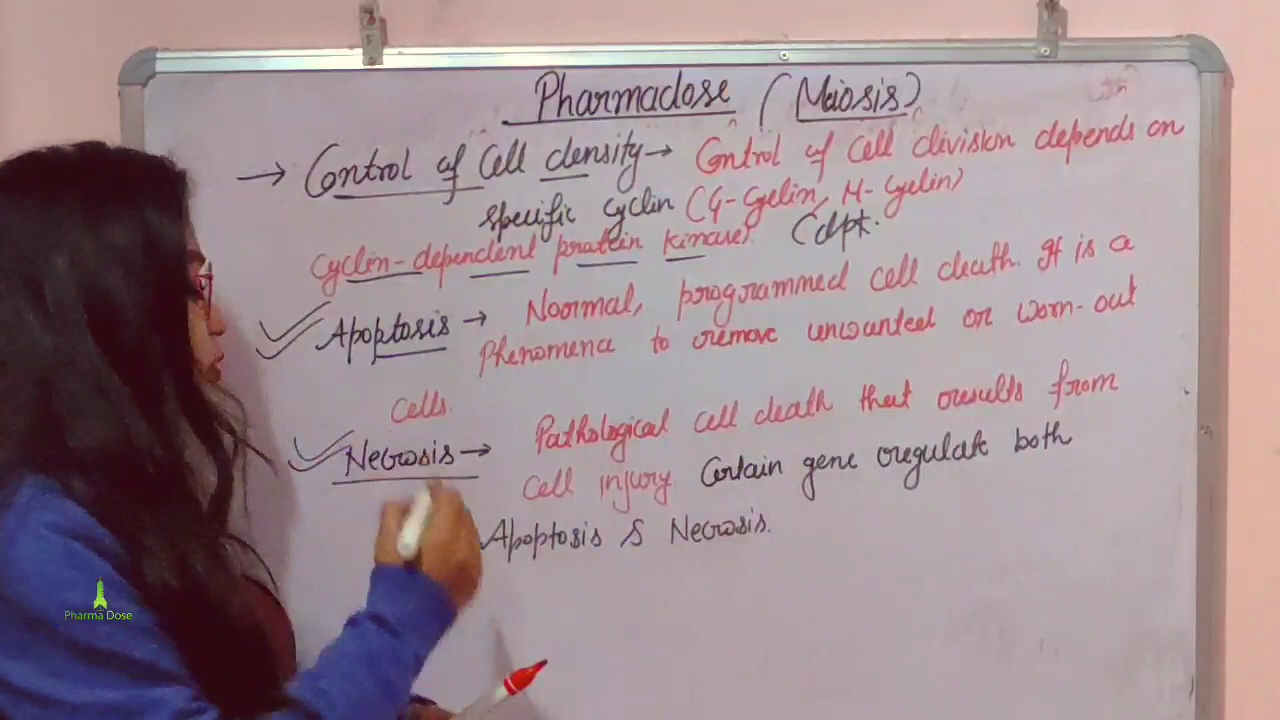 Pharmadose (Meiosis)
→ Control of Cell density → Control of Cell division depends on
specific cyclin (G-Cyclin, M-Cyclin)
Cyclin-dependent protein kinase). (dpk.
Apoptosis → Normal, programmed cell death. It is a
Phenomena to remove unwanted or worn-out
Cells.
Necrosis → Pathological cell death that results from
Cell injury. Certain gene regulate both
Apoptosis & Necrosis.
Pharma Dose